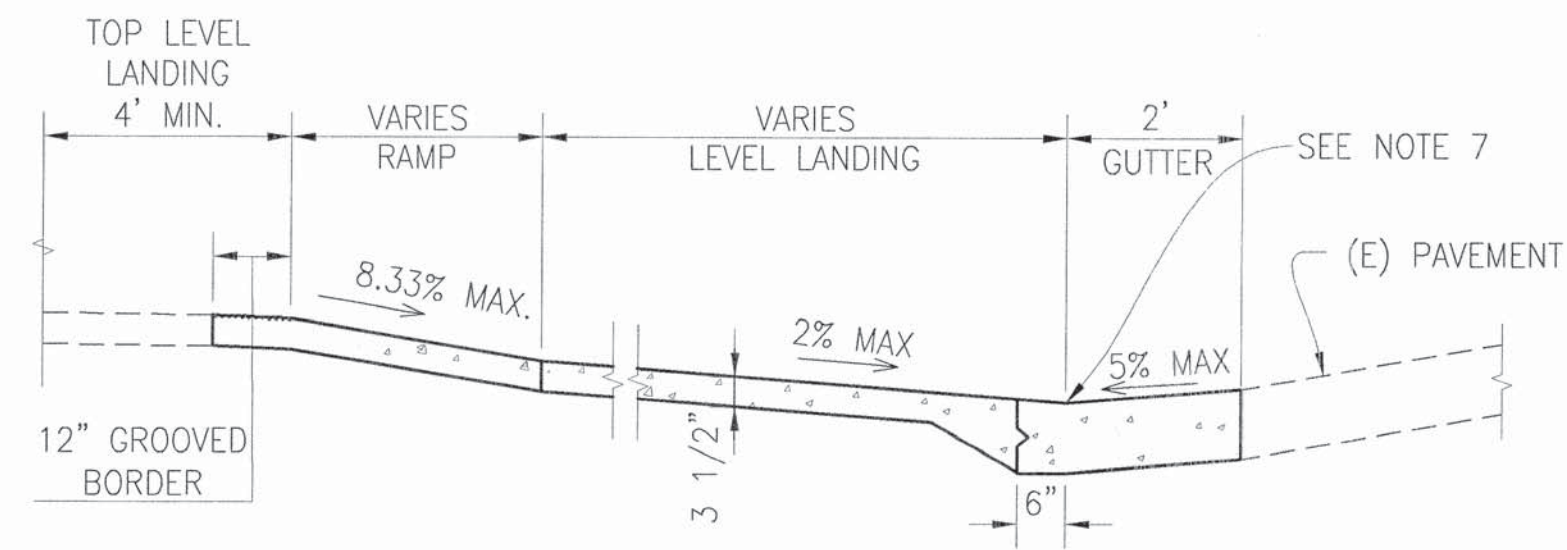 TOP LEVEL
LANDING
4' MIN.
VARIES
RAMP
VARIES
LEVEL LANDING
2'
GUTTER
SEE NOTE 7
(E) PAVEMENT
8.33% MAX.
2% MAX
5% MAX
12" GROOVED
BORDER
3 1/2"
6"